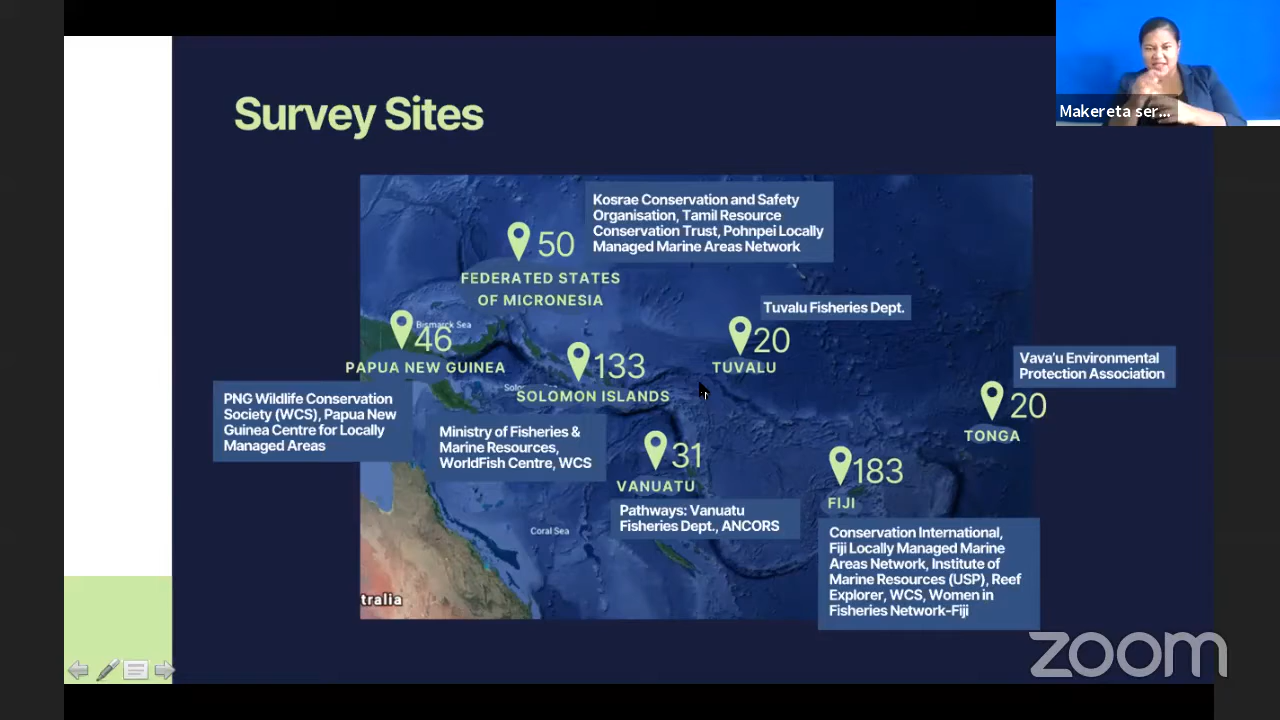 Makereta ser...
Survey Sites
Kosrae Conservation and Safety
Organisation, Tamil Resource
Conservation Trust, Pohnpei Locally
Managed Marine Areas Network
50
FEDERATED STATES
OF MICRONESIA
Tuvalu Fisheries Dept.
20
TUVALU
Bismarck Sea
46
PAPUA NEW GUINEA
133
Solo
SOLOMON ISLANDS
Vava'u Environmental
Protection Association
20
TONGA
PNG Wildlife Conservation
Society (WCS), Papua New
Guinea Centre for Locally
Managed Areas
Ministry of Fisheries &
Marine Resources,
WorldFish Centre, WCS
31
VANUATU
Pathways: Vanuatu
Fisheries Dept., ANCORS
183
FIJI
Conservation International,
Fiji Locally Managed Marine
Areas Network, Institute of
Marine Resources (USP), Reef
Explorer, WCS, Women in
Fisheries Network-Fiji
Coral Sea
tralia
zoom